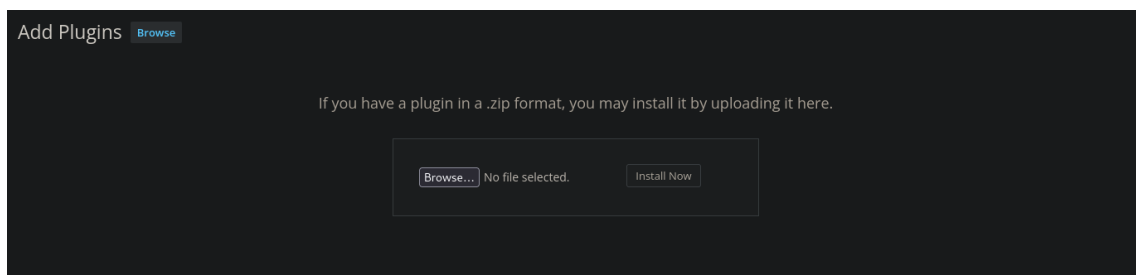 Add Plugins Browse
If you have a plugin in a .zip format, you may install it by uploading it here.
Browse... No file selected. Install Now